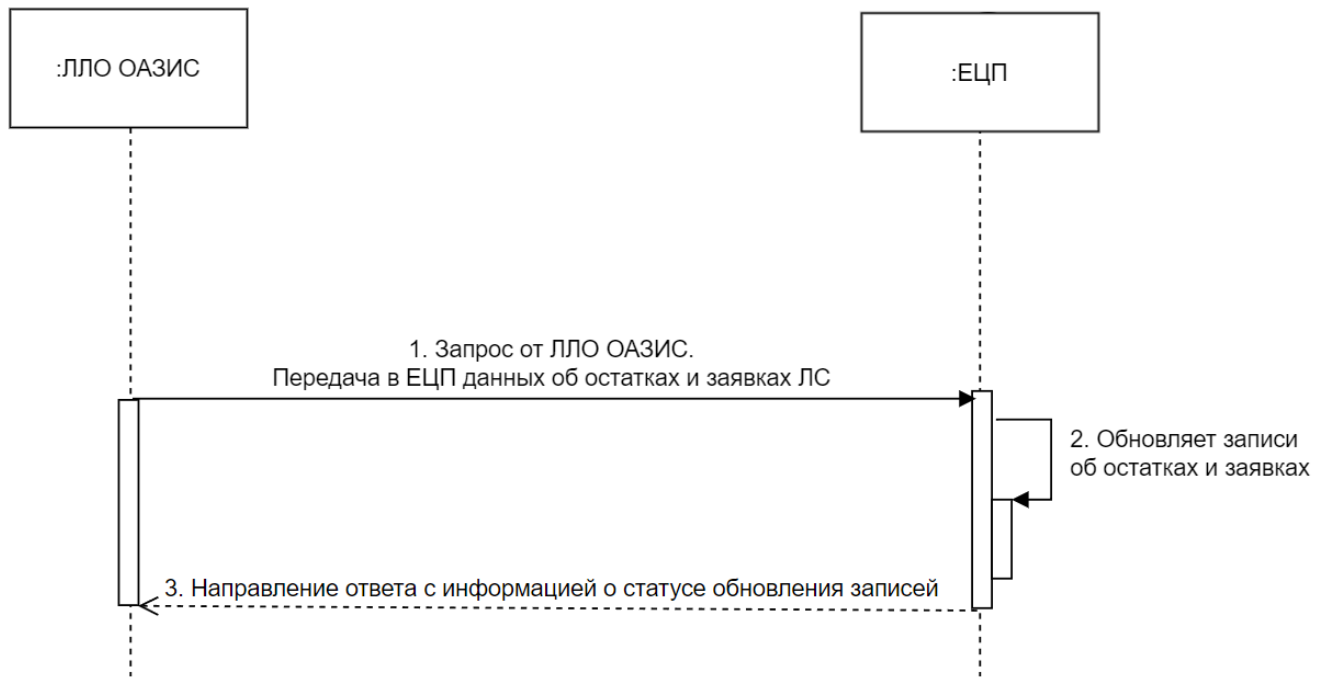 :ЛЛО ОАЗИС
:ЕЦП
1. Запрос от ЛЛО ОАЗИС.
Передача в ЕЦП данных об остатках и заявках ЛС
2. Обновляет записи
об остатках и заявках
3. Направление ответа с информацией о статусе обновления записей